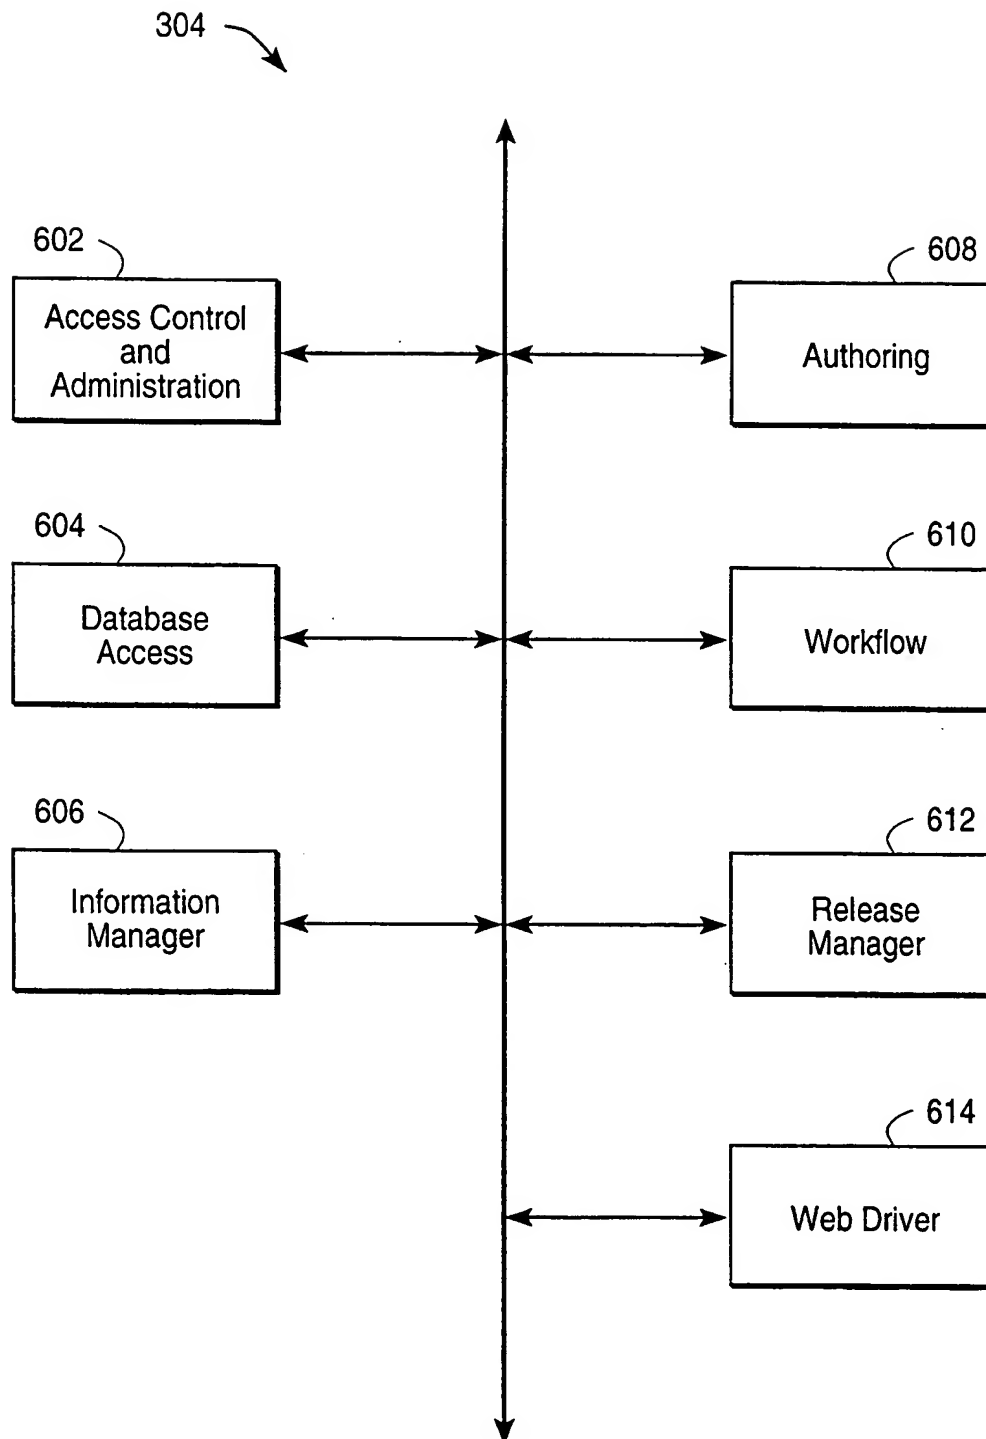 304
602
Access Control
and
Administration
604
Database
Access
606
Information
Manager
608
Authoring
610
Workflow
612
Release
Manager
614
Web Driver